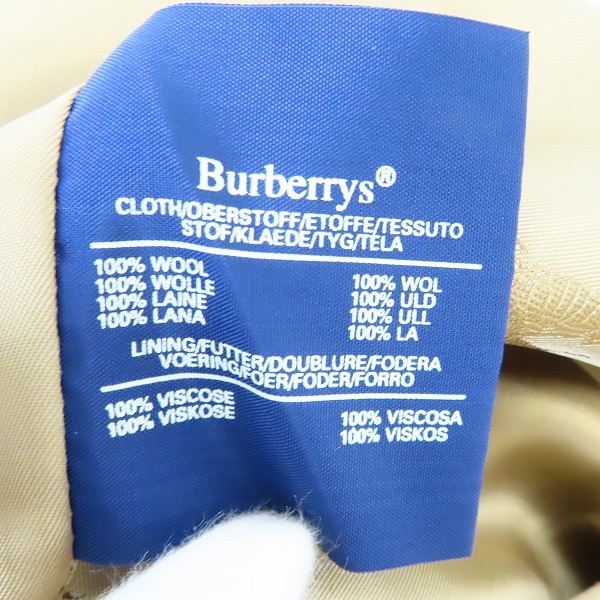 Burberrys®
CLOTH/OBERSTOFF/ETOFFE/TESSUTO
STOF/KLAEDE/TYG/TELA
100% WOOL
100% WOLLE
100% LAINE
100% LANA
100% WOL
100% ULD
100% ULL
100% LA
LINING/FUTTER/DOUBLURE/FODERA
VOERING/FOER/FODER/FORRO
100% VISCOSE
100% VISKOSE
100% VISCOSA
100% VISKOS